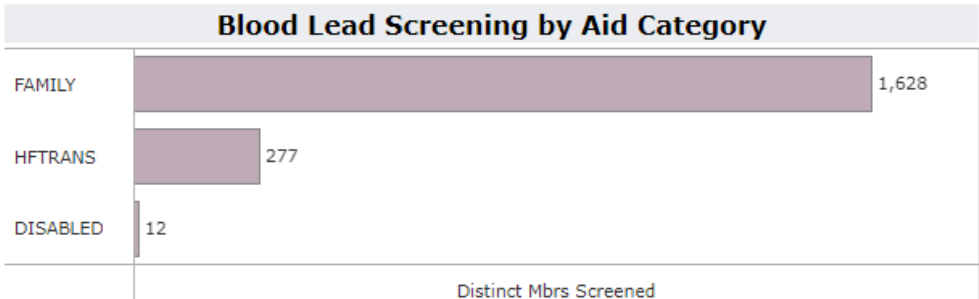 Blood Lead Screening by Aid Category
FAMILY 1,628
HFTRANS 277
DISABLED 12
Distinct Mbrs Screened